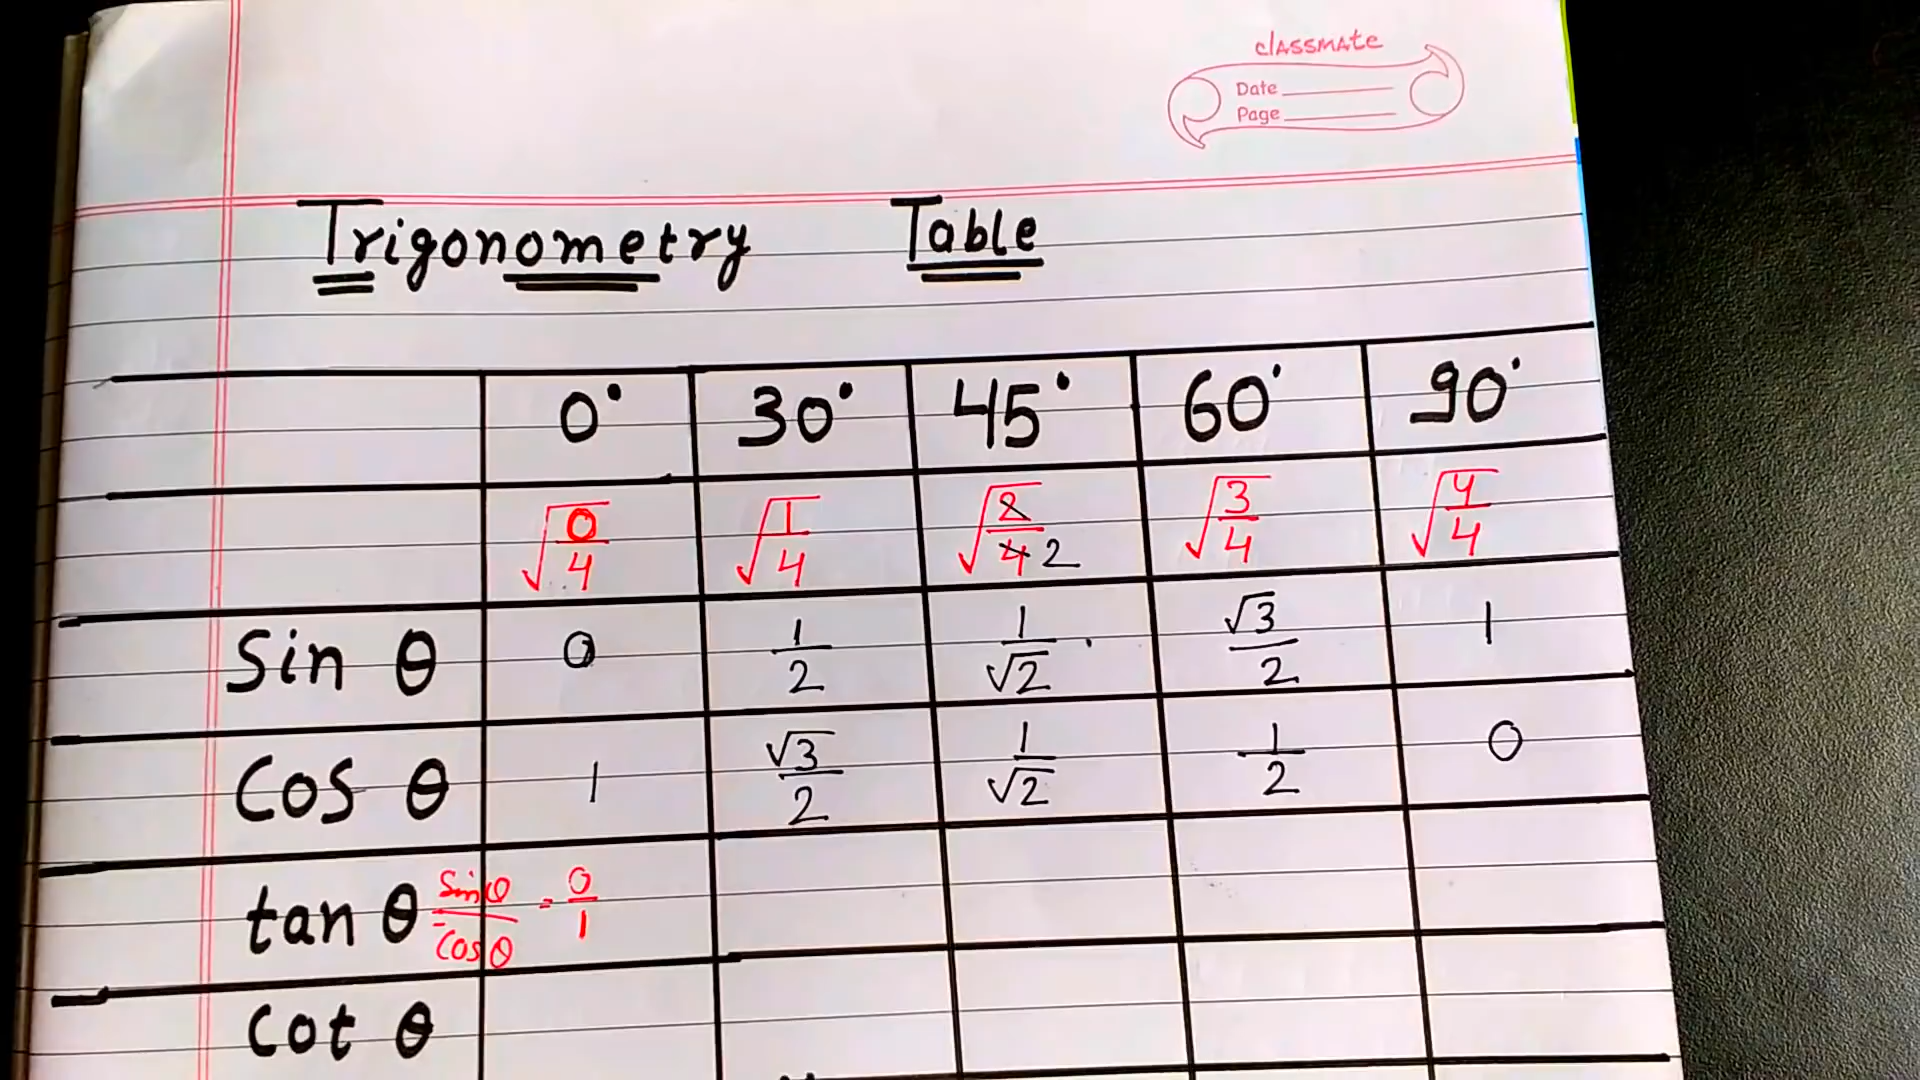 classmate
Date
Page
Trigonometry Table
0° 30° 45° 60° 90°
√0/4 √1/4 √2/4 2 √3/4 √4/4
Sin θ 0 1/2 1/√2 √3/2 1
Cos θ 1 √3/2 1/√2 1/2 0
tan θ sinθ/cosθ = 0/1
Cot θ